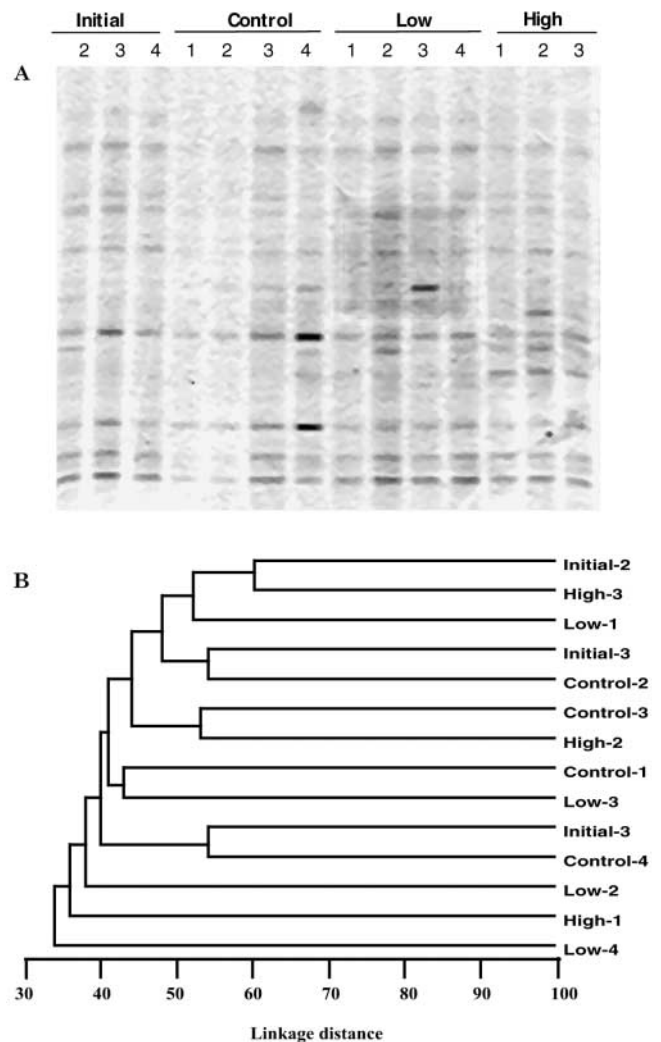 Initial Control Low High
2 3 4 1 2 3 4 1 2 3 4 1 2 3
A
B
Initial-2
High-3
Low-1
Initial-3
Control-2
Control-3
High-2
Control-1
Low-3
Initial-3
Control-4
Low-2
High-1
Low-4
30 40 50 60 70 80 90 100
Linkage distance